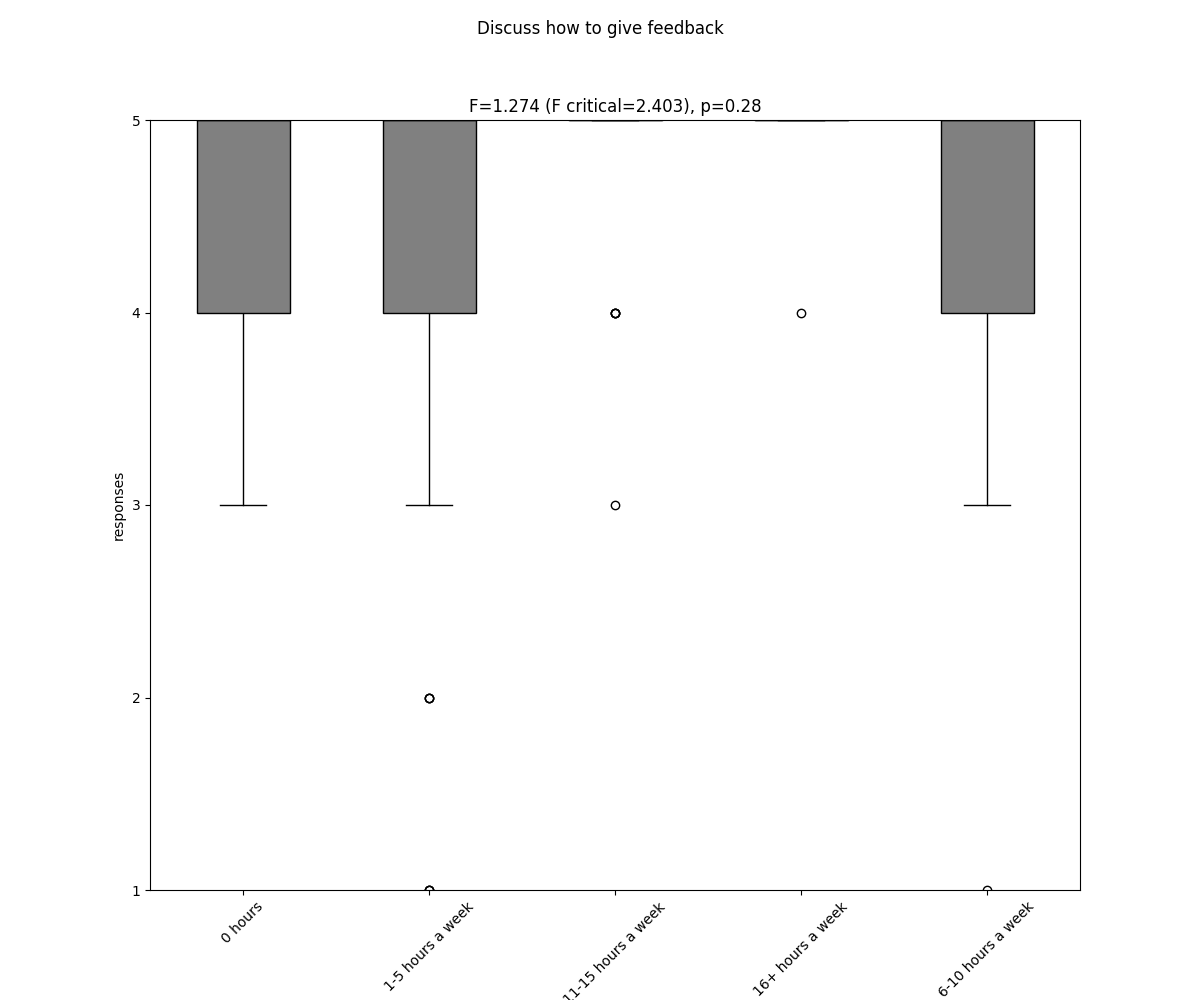 Discuss how to give feedback
F=1.274 (F critical=2.403), p=0.28
5
4
3
2
1
responses
0 hours
1-5 hours a week
11-15 hours a week
16+ hours a week
6-10 hours a week